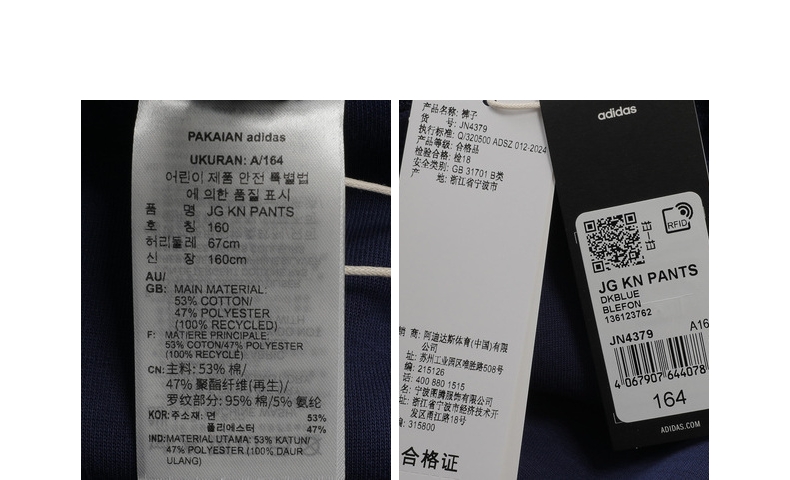 PAKAIAN adidas
UKURAN: A/164
어린이 제품 안전 특별법
에 의한 품질 표시
품 명 JG KN PANTS
호 칭 160
허리둘레 67cm
신 장 160cm
AU/
GB: MAIN MATERIAL:
53% COTTON/
47% POLYESTER
(100% RECYCLED)
F: MATIÈRE PRINCIPALE:
53% COTON/47% POLYESTER
(100% RECYCLÉ)
CN: 主料: 53% 棉/
47% 聚酯纤维(再生)/
罗纹部分: 95% 棉/5% 氨纶
KOR: 주소재: 면 53%
폴리에스터 47%
IND: MATERIAL UTAMA: 53% KATUN/
47% POLYESTER (100% DAUR
ULANG)
产品名称: 裤子
货 号: JN4379
执行标准: Q/320500 ADSZ 012-2024
产品等级: 合格品
检验合格: 检18
安全类别: GB 31701 B类
产 地: 浙江省宁波市
销 商: 阿迪达斯体育(中国)有限
公司
址: 苏州工业园区唯胜路508号
编: 215126
话: 400 880 1515
名: 宁波图腾服饰有限公司
址: 浙江省宁波市经济技术开
发区甬江路18号
编: 315800
合格证
adidas
RFID
JG KN PANTS
DKBLUE
BLEFON
136123762
JN4379 A16
4 067907 644078
164
ADIDAS.COM